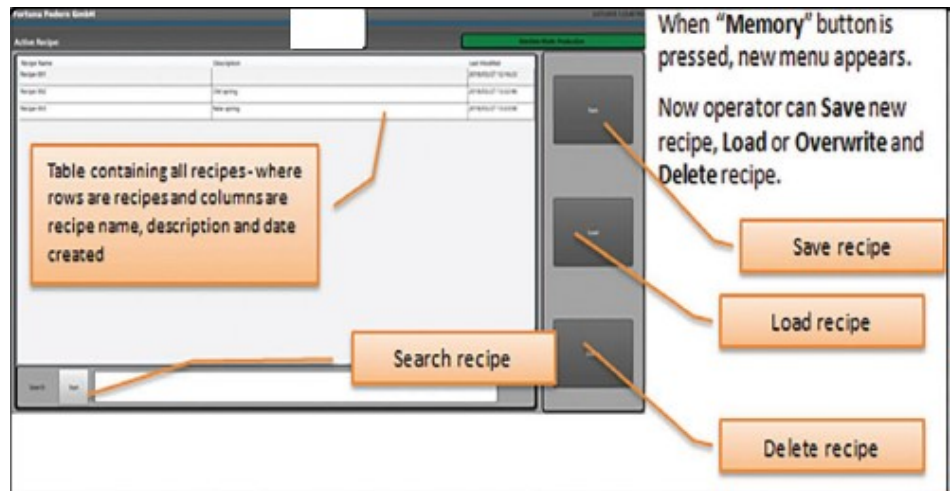 Fortuna Federn GmbH
Active Recipe:
Recipe Name Description Last Modified
Recipe 001
Recipe 002 Old spring
Recipe 003 New spring
Save
Load
Search Start
Table containing all recipes - where
rows are recipes and columns are
recipe name, description and date
created
Search recipe
When “Memory” button is
pressed, new menu appears.
Now operator can Save new
recipe, Load or Overwrite and
Delete recipe.
Save recipe
Load recipe
Delete recipe